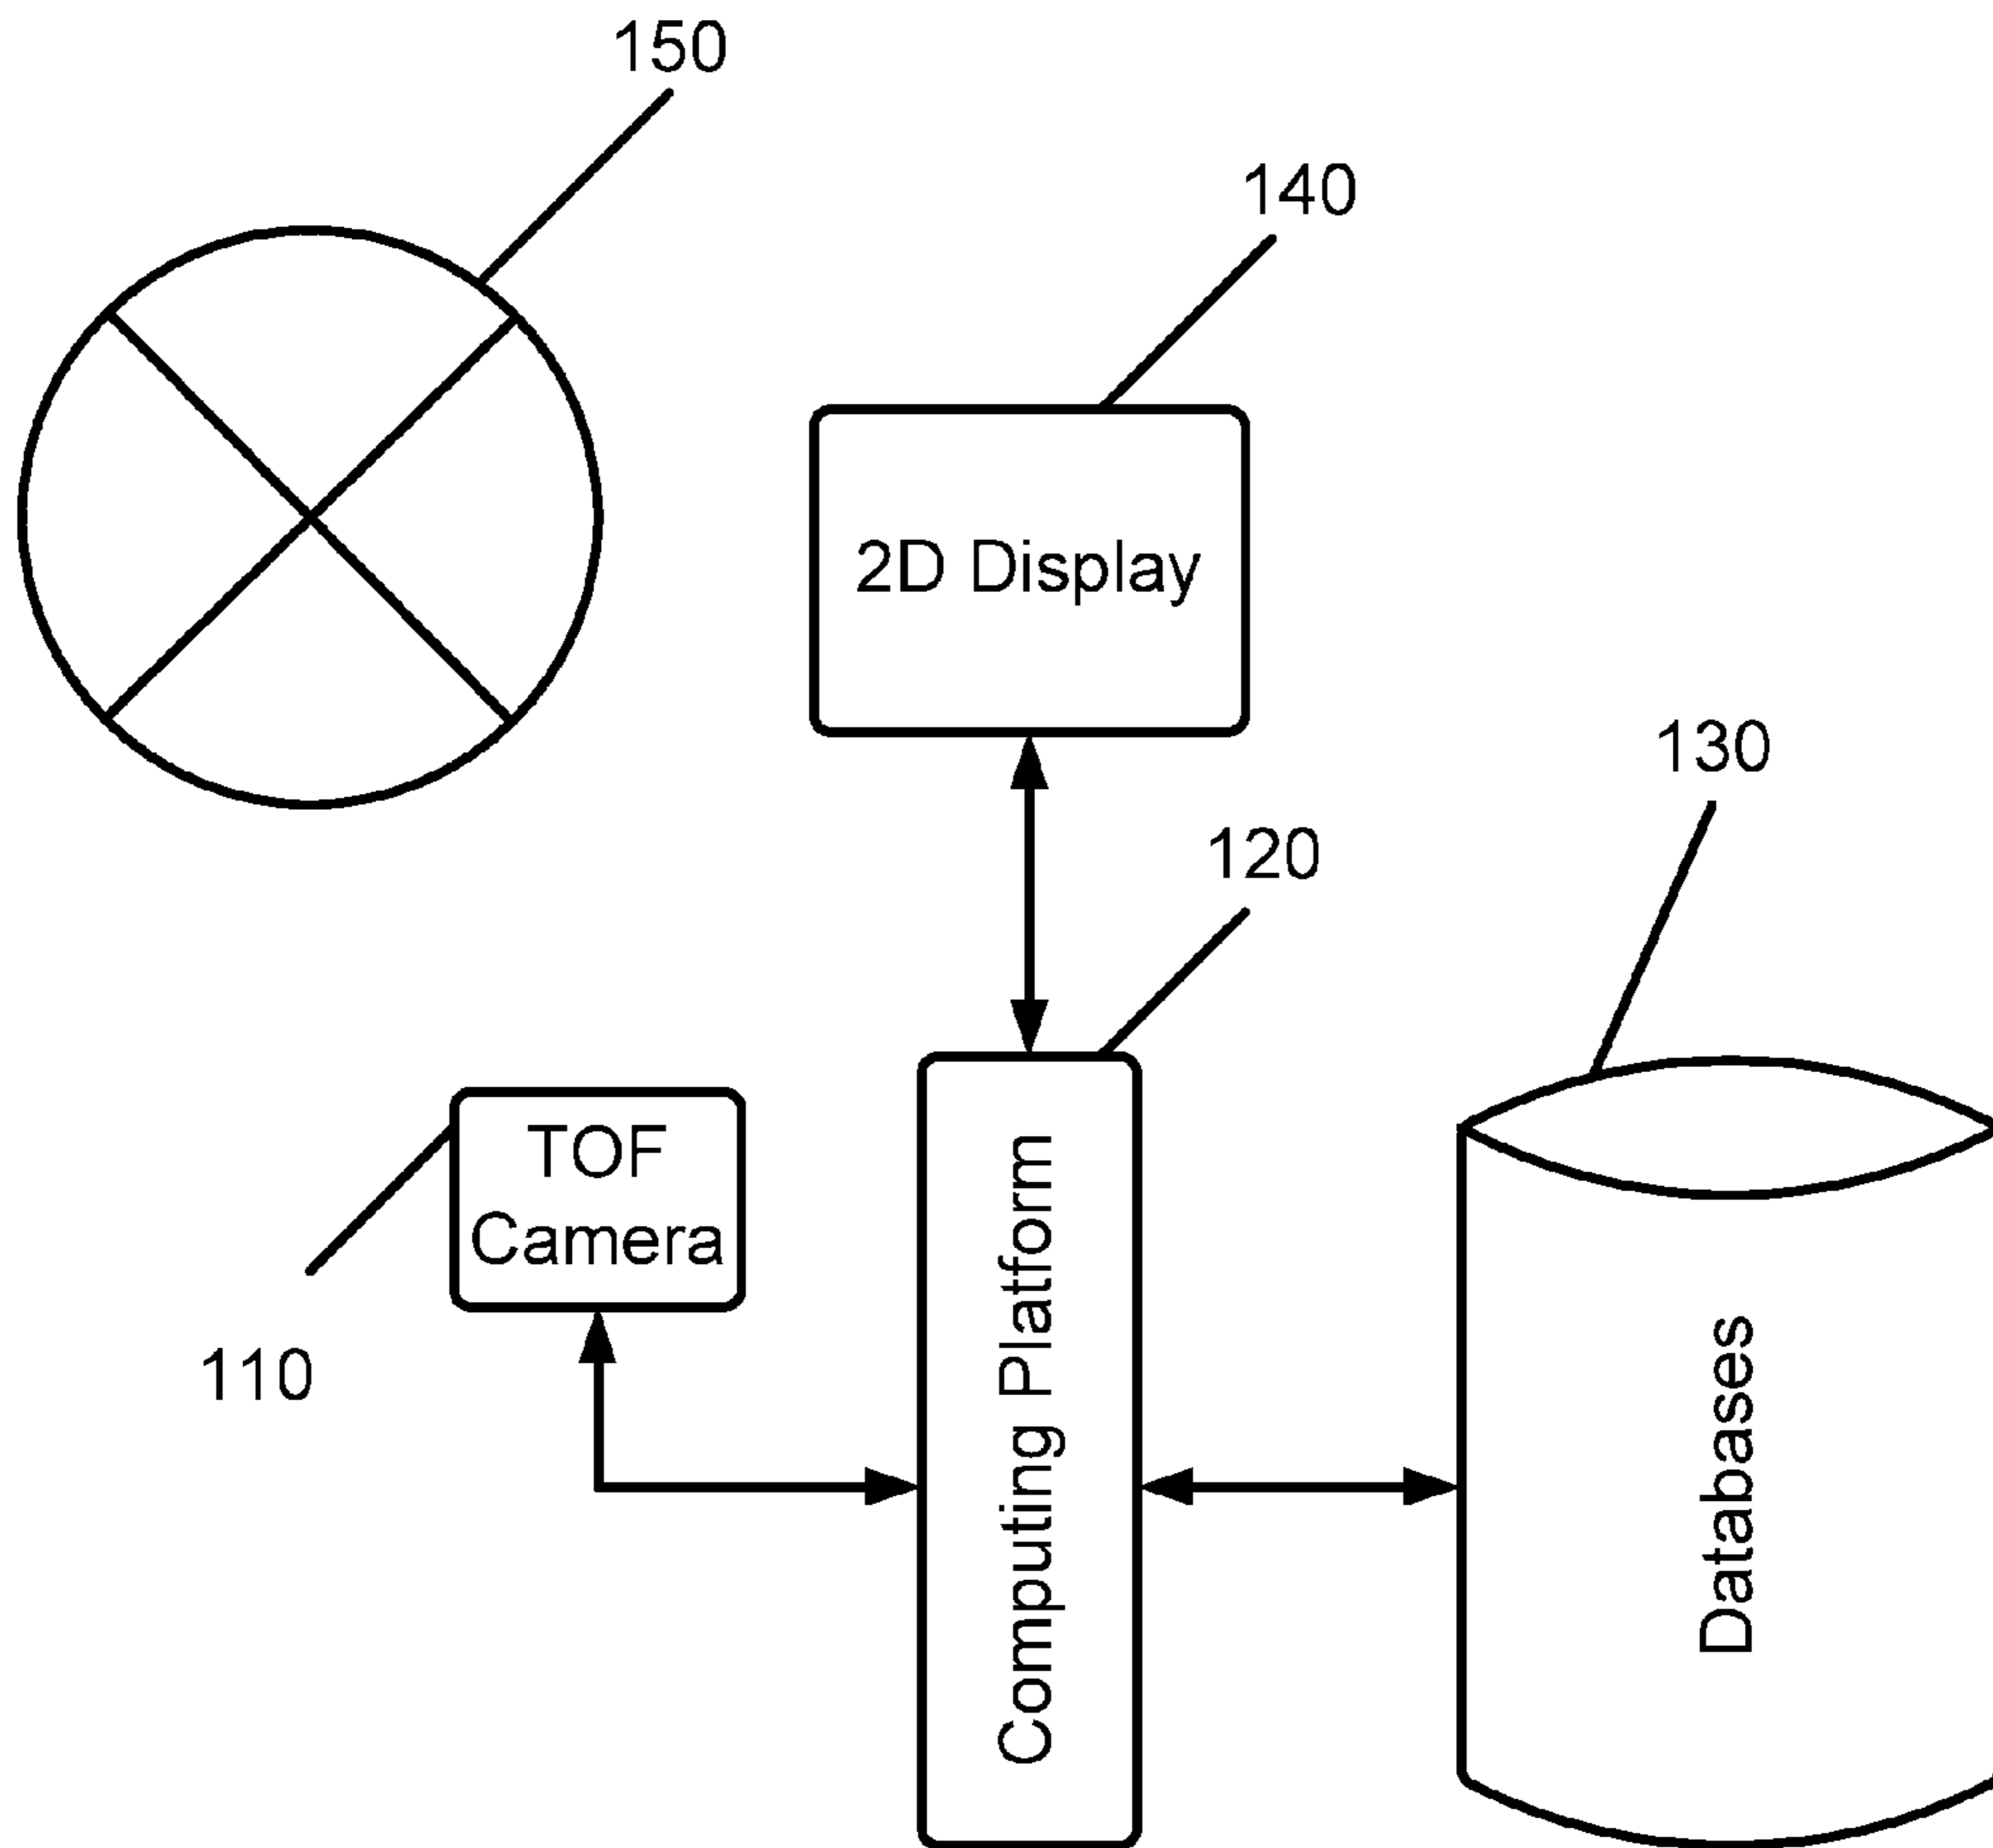 150
140
2D Display
130
120
TOF
Camera
110
Computing Platform
Databases